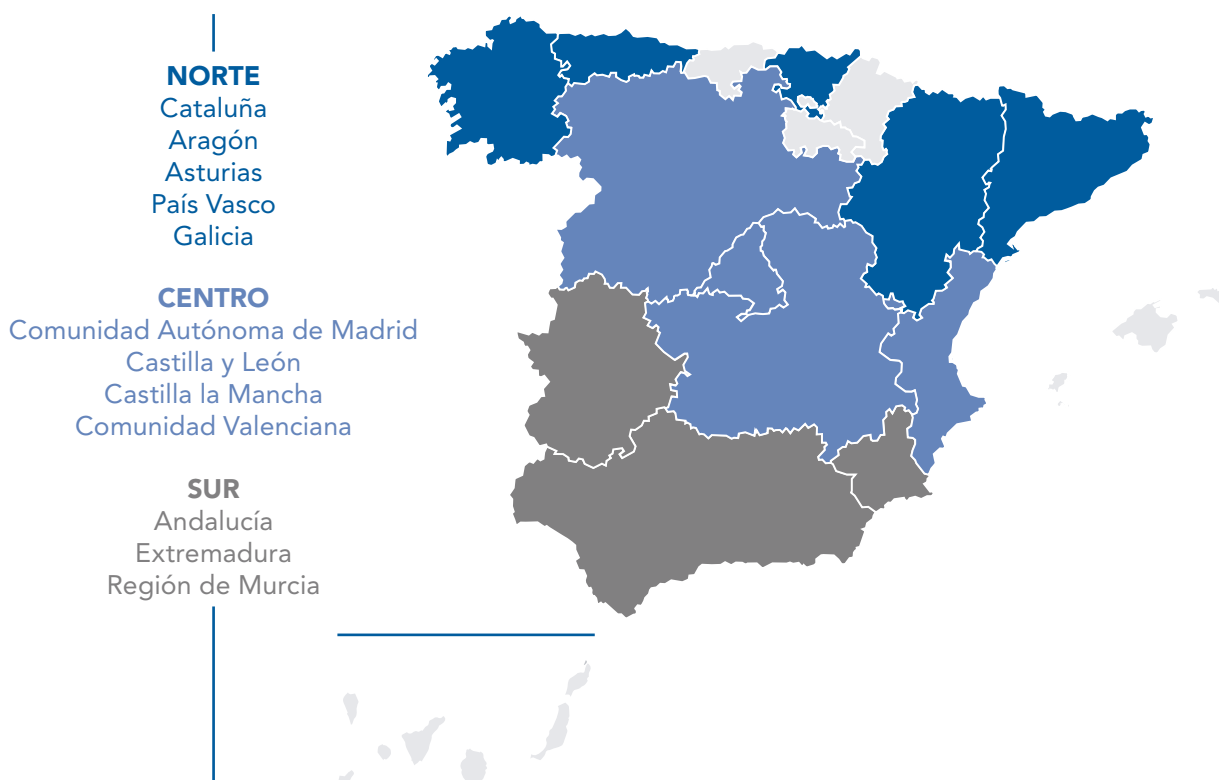 NORTE
Cataluña
Aragón
Asturias
País Vasco
Galicia
CENTRO
Comunidad Autónoma de Madrid
Castilla y León
Castilla la Mancha
Comunidad Valenciana
SUR
Andalucía
Extremadura
Región de Murcia